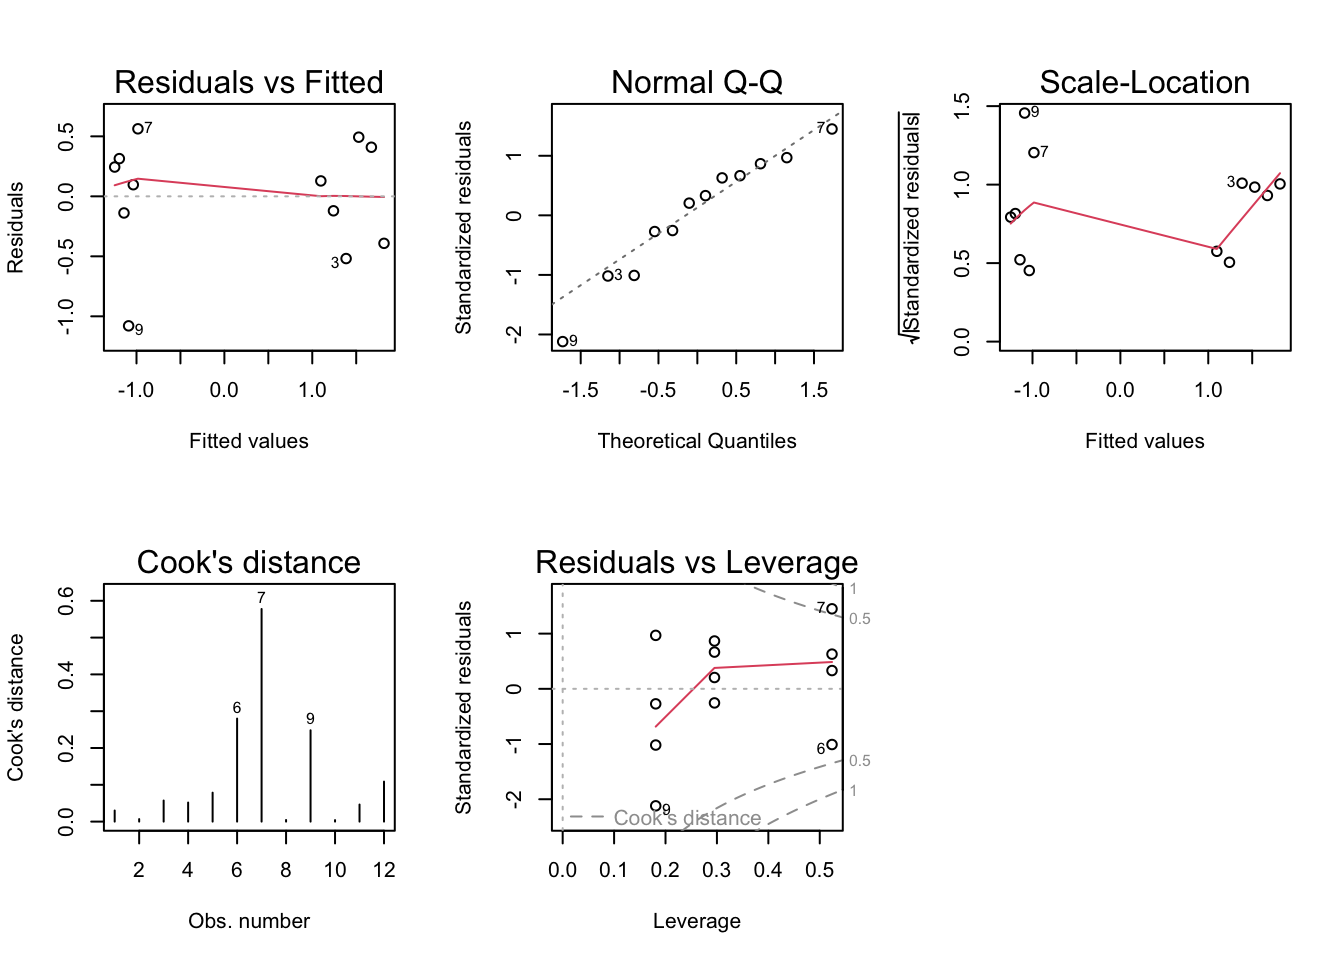 Residuals vs Fitted
Residuals
-1.0 -0.5 0.0 0.5
7
3
9
-1.0 0.0 1.0
Fitted values
Normal Q-Q
Standardized residuals
-2 -1 0 1
7
3
9
-1.5 -0.5 0.5 1.5
Theoretical Quantiles
Scale-Location
√|Standardized residuals|
0.0 0.5 1.0 1.5
9
7
3
-1.0 0.0 1.0
Fitted values
Cook's distance
Cook's distance
0.0 0.2 0.4 0.6
7
6
9
2 4 6 8 10 12
Obs. number
Residuals vs Leverage
Standardized residuals
-2 -1 0 1
1
7
0.5
6
0.5
1
9
Cook's distance
0.0 0.1 0.2 0.3 0.4 0.5
Leverage